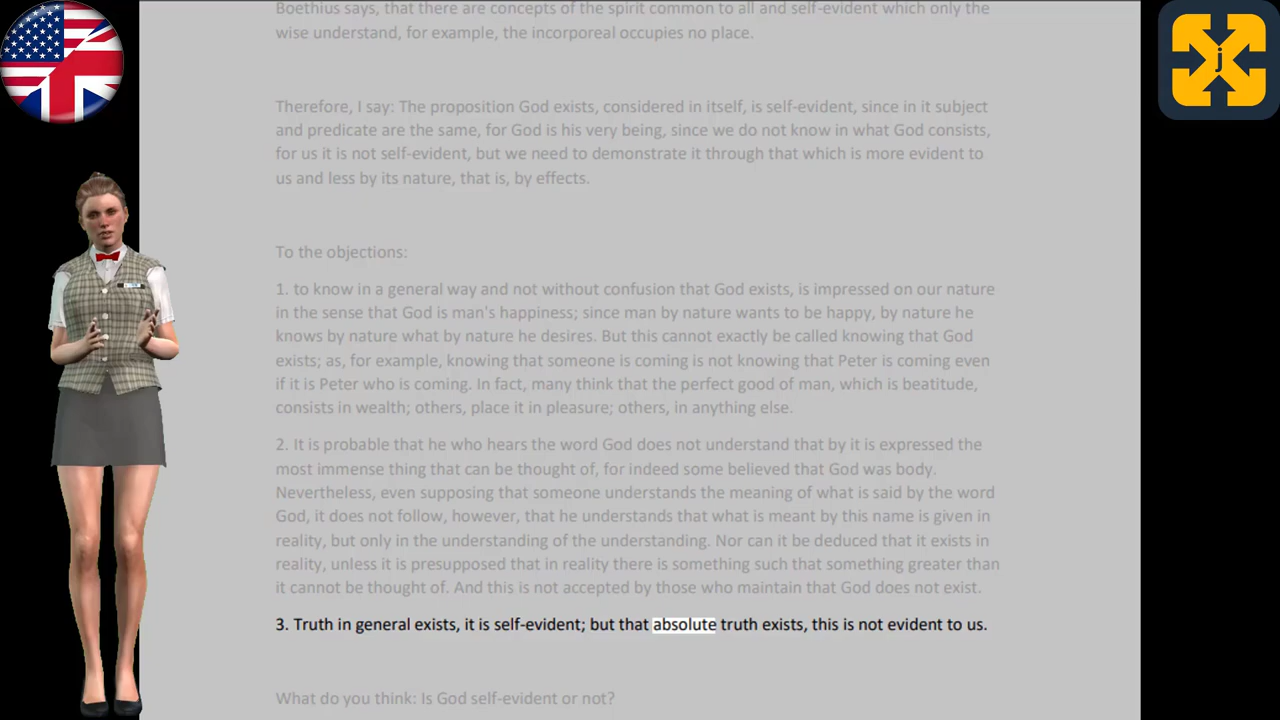 Boethius says, that there are concepts of the spirit common to all and self-evident which only the
wise understand, for example, the incorporeal occupies no place.
Therefore, I say: The proposition God exists, considered in itself, is self-evident, since in it subject
and predicate are the same, for God is his very being, since we do not know in what God consists,
for us it is not self-evident, but we need to demonstrate it through that which is more evident to
us and less by its nature, that is, by effects.
To the objections:
1. to know in a general way and not without confusion that God exists, is impressed on our nature
in the sense that God is man's happiness; since man by nature wants to be happy, by nature he
knows by nature what by nature he desires. But this cannot exactly be called knowing that God
exists; as, for example, knowing that someone is coming is not knowing that Peter is coming even
if it is Peter who is coming. In fact, many think that the perfect good of man, which is beatitude,
consists in wealth; others, place it in pleasure; others, in anything else.
2. It is probable that he who hears the word God does not understand that by it is expressed the
most immense thing that can be thought of, for indeed some believed that God was body.
Nevertheless, even supposing that someone understands the meaning of what is said by the word
God, it does not follow, however, that he understands that what is meant by this name is given in
reality, but only in the understanding of the understanding. Nor can it be deduced that it exists in
reality, unless it is presupposed that in reality there is something such that something greater than
it cannot be thought of. And this is not accepted by those who maintain that God does not exist.
3. Truth in general exists, it is self-evident; but that absolute truth exists, this is not evident to us.
What do you think: Is God self-evident or not?
j